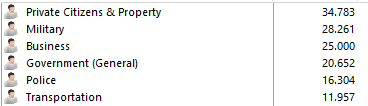 Private Citizens & Property 34.783
Military 28.261
Business 25.000
Government (General) 20.652
Police 16.304
Transportation 11.957